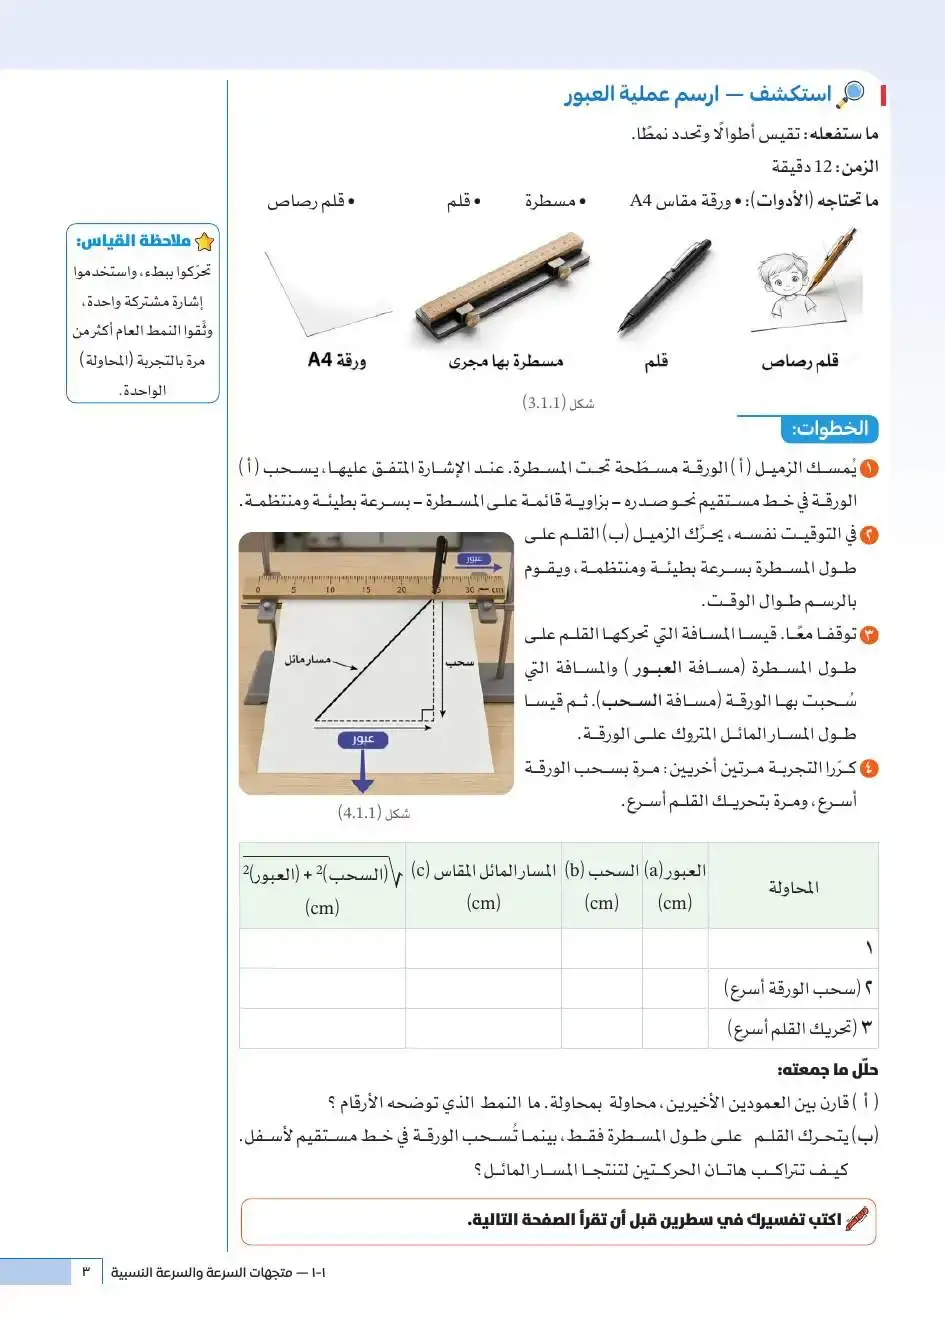 استكشف — ارسم عملية العبور
ما ستفعله: تقيس أطوالًا وتحدد نمطًا.
الزمن: 12 دقيقة
ما تحتاجه (الأدوات): • ورقة مقاس A4 • مسطرة • قلم • قلم رصاص
قلم رصاص
قلم
مسطرة بها مجرى
ورقة A4
شكل (3.1.1)
ملاحظة القياس:
تحرّكوا ببطء، واستخدموا
إشارة مشتركة واحدة،
وثّقوا النمط العام أكثر من
مرة بالتجربة (المحاولة)
الواحدة.
الخطوات:
١ يُمسك الزميل (أ) الورقة مسطّحة تحت المسطرة. عند الإشارة المتفق عليها، يسحب (أ)
الورقة في خط مستقيم نحو صدره – بزاوية قائمة على المسطرة – بسرعة بطيئة ومنتظمة.
٢ في التوقيت نفسه، يحرِّك الزميل (ب) القلم على
طول المسطرة بسرعة بطيئة ومنتظمة، ويقوم
بالرسم طوال الوقت.
٣ توقفا معًا. قيسا المسافة التي تحركها القلم على
طول المسطرة (مسافة العبور) والمسافة التي
سُحبت بها الورقة (مسافة السحب). ثم قيسا
طول المسار المائل المتروك على الورقة.
٤ كرّرا التجربة مرتين أخريين: مرة بسحب الورقة
أسرع، ومرة بتحريك القلم أسرع.
عبور
0 5 10 15 20 25 30 cm
مسار مائل
سحب
عبور
شكل (4.1.1)
المحاولة
العبور (a)
(cm)
السحب (b)
(cm)
المسار المائل المقاس (c)
(cm)
√(السحب)² + (العبور)²
(cm)
١
٢ (سحب الورقة أسرع)
٣ (تحريك القلم أسرع)
حلّل ما جمعته:
(أ) قارن بين العمودين الأخيرين، محاولة بمحاولة. ما النمط الذي توضحه الأرقام؟
(ب) يتحرك القلم على طول المسطرة فقط، بينما تُسحب الورقة في خط مستقيم لأسفل.
كيف تتراكب هاتان الحركتين لتنتجا المسار المائل؟
اكتب تفسيرك في سطرين قبل أن تقرأ الصفحة التالية.
١-١ — متجهات السرعة والسرعة النسبية
٣